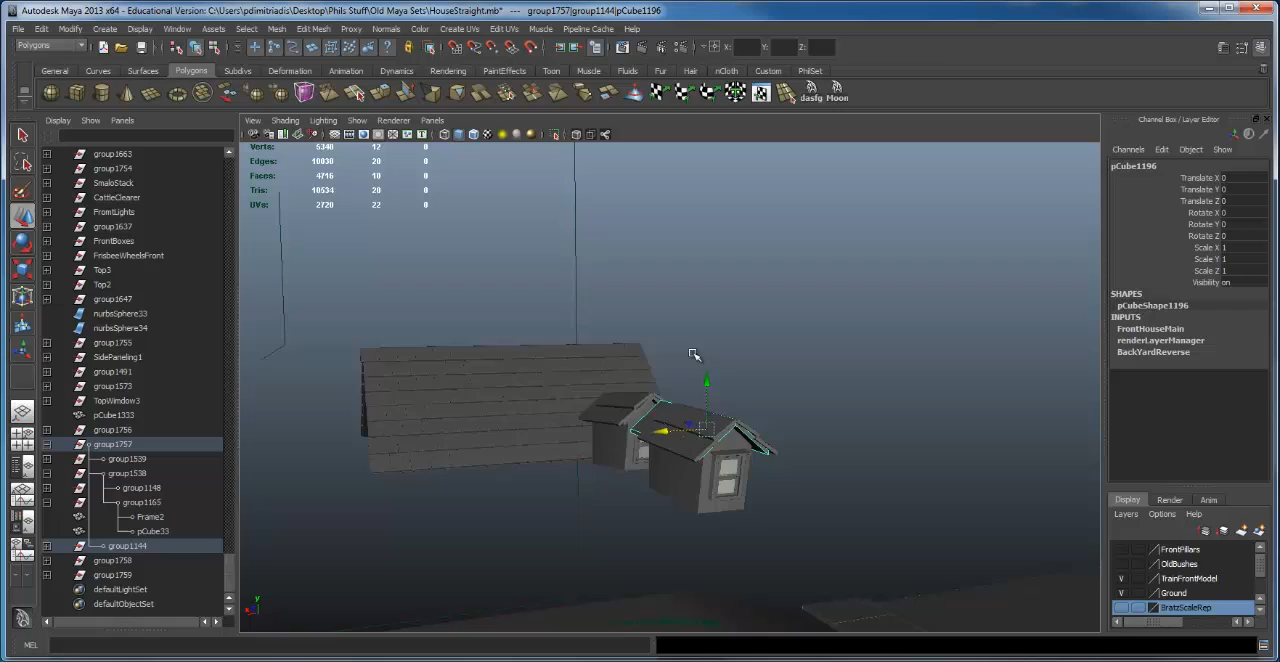 Autodesk Maya 2013 x64 - Educational Version: C:\Users\pdimitriadis\Desktop\Phils Stuff\Old Maya Sets\HouseStraight.mb* --- group1757|group1144|pCube1196
File Edit Modify Create Display Window Assets Select Mesh Edit Mesh Proxy Normals Color Create UVs Edit UVs Muscle Pipeline Cache Help
Polygons
X: Y: Z:
General Curves Surfaces Polygons Subdivs Deformation Animation Dynamics Rendering PaintEffects Toon Muscle Fluids Fur Hair nCloth Custom PhilSet
dasfg Moon
Display Show Panels
View Shading Lighting Show Renderer Panels
Channel Box / Layer Editor
Channels Edit Object Show
Verts: 5340 12 0
Edges: 10030 20 0
Faces: 4716 10 0
Tris: 10534 20 0
UVs: 2720 22 0
group1663
group1754
SmaloStack
CattleClearer
FromtLights
group1637
FrontBoxes
FrisbeeWheelsFront
Top3
Top2
group1647
nurbsSphere33
nurbsSphere34
group1755
SidePaneling1
group1491
group1573
TopWimdow3
pCube1333
group1756
group1757
group1539
group1538
group1148
group1165
Frame2
pCube33
group1144
group1758
group1759
defaultLightSet
defaultObjectSet
pCube1196
Translate X 0
Translate Y 0
Translate Z 0
Rotate X 0
Rotate Y 0
Rotate Z 0
Scale X 1
Scale Y 1
Scale Z 1
Visibility on
SHAPES
pCubeShape1196
INPUTS
FrontHouseMain
renderLayerManager
BackYardReverse
Display Render Anim
Layers Options Help
FrontPillars
OldBushes
V TrainFrontModel
V Ground
BratzScaleRep
y
MEL